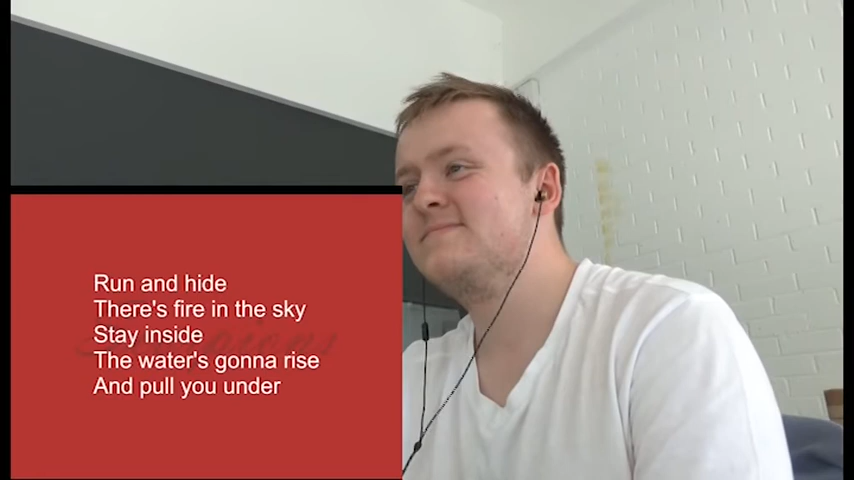 Run and hide
There's fire in the sky
Stay inside
The water's gonna rise
And pull you under